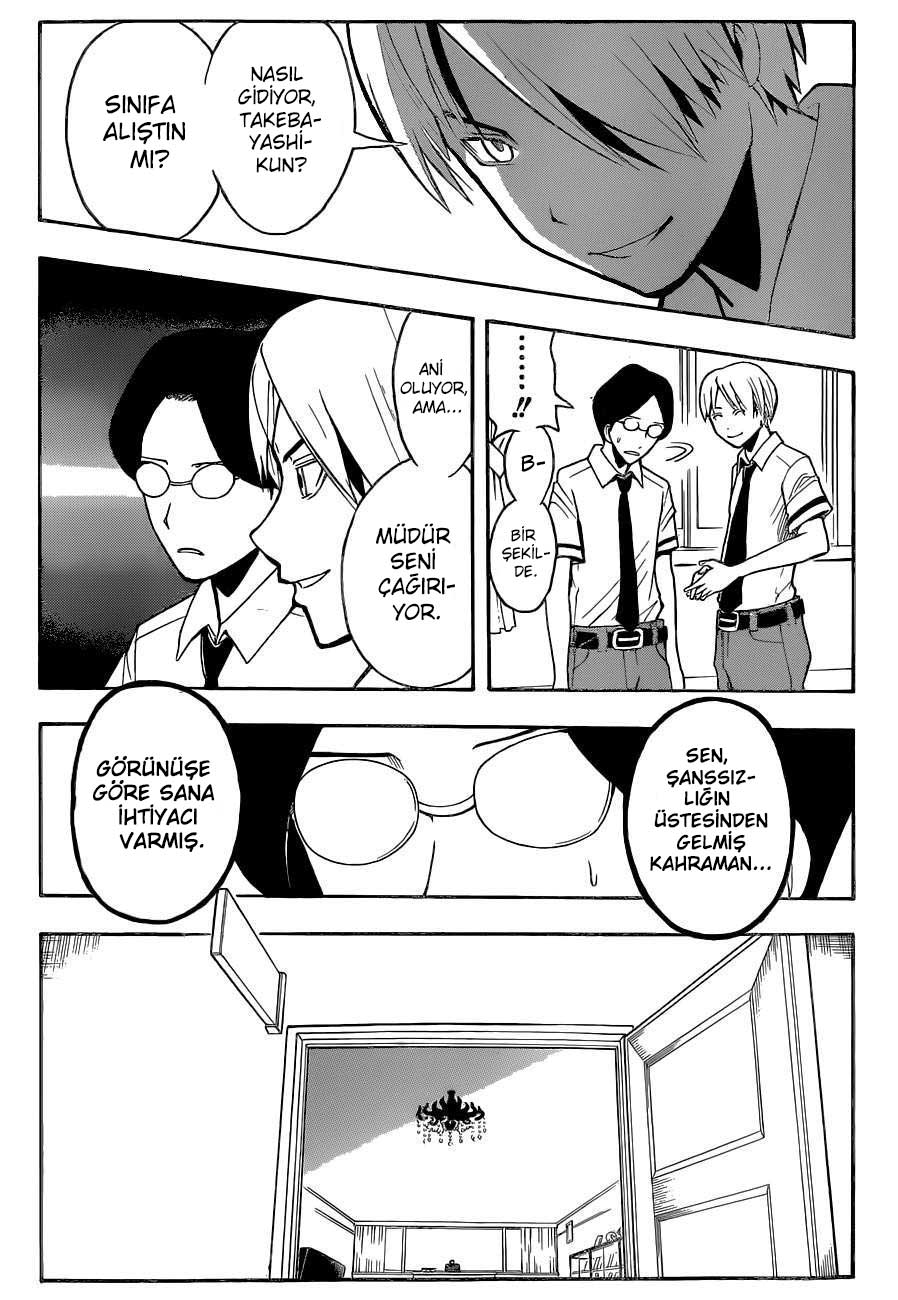 NASIL
GİDİYOR,
TAKEBA-
YASHİ-
KUN?
SINIFA
ALIŞTIN
MI?
......!!
B-
BİR
ŞEKİL-
DE.
ANİ
OLUYOR,
AMA...
MÜDÜR
SENİ
ÇAĞIRI-
YOR.
SEN,
ŞANSSIZ-
LIĞIN
ÜSTESİNDEN
GELMİŞ
KAHRAMAN...
GÖRÜNÜŞE
GÖRE SANA
İHTİYACI
VARMIŞ.